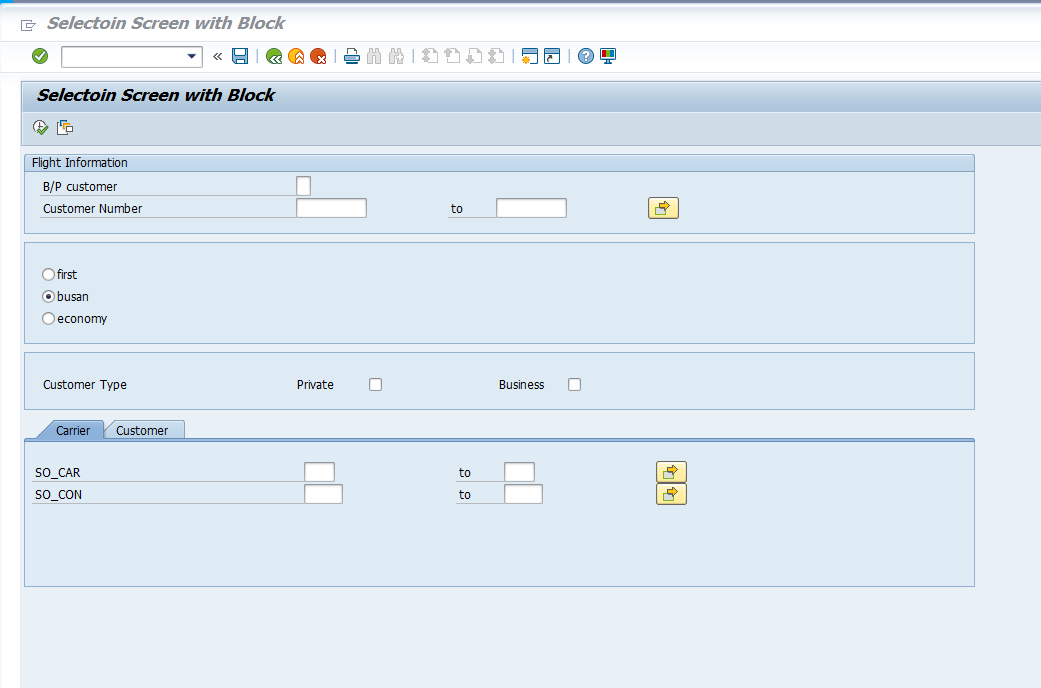 Selectoin Screen with Block
«
Selectoin Screen with Block
Flight Information
B/P customer
Customer Number to
first
busan
economy
Customer Type Private Business
Carrier Customer
SO_CAR to
SO_CON to